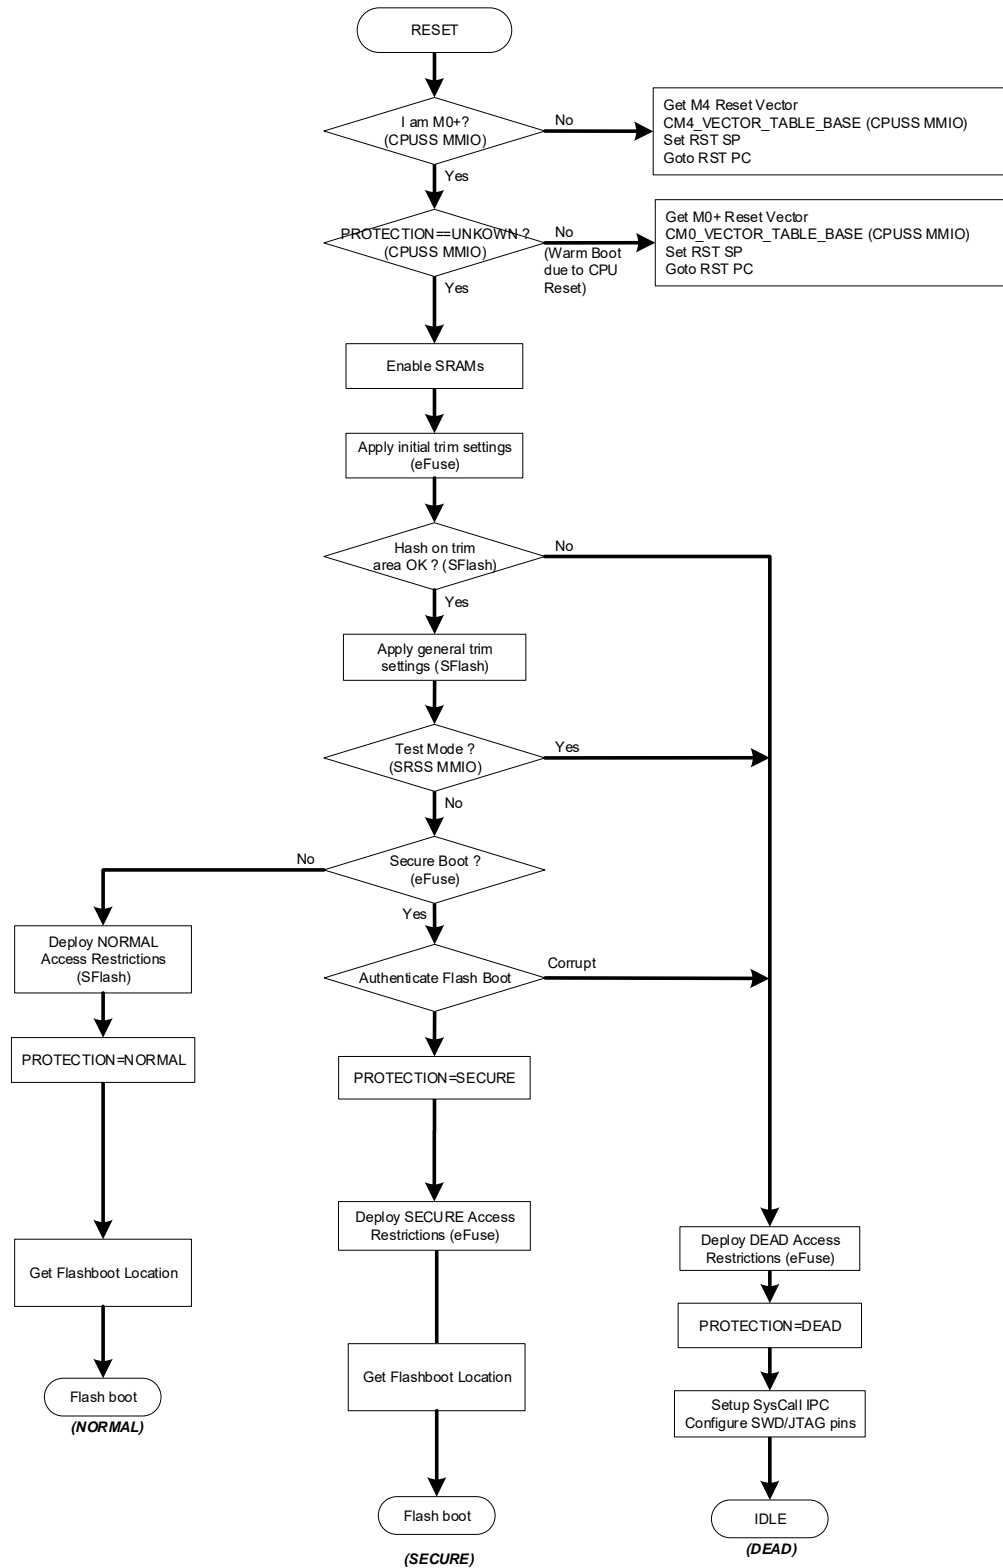 RESET
I am M0+?
(CPUSS MMIO)
No
Get M4 Reset Vector
CM4_VECTOR_TABLE_BASE (CPUSS MMIO)
Set RST SP
Goto RST PC
Yes
PROTECTION==UNKOWN ?
(CPUSS MMIO)
No
(Warm Boot
due to CPU
Reset)
Get M0+ Reset Vector
CM0_VECTOR_TABLE_BASE (CPUSS MMIO)
Set RST SP
Goto RST PC
Yes
Enable SRAMs
Apply initial trim settings
(eFuse)
Hash on trim
area OK ? (SFlash)
No
Yes
Apply general trim
settings (SFlash)
Test Mode ?
(SRSS MMIO)
Yes
No
Secure Boot ?
(eFuse)
No
Yes
Deploy NORMAL
Access Restrictions
(SFlash)
Authenticate Flash Boot
Corrupt
PROTECTION=NORMAL
PROTECTION=SECURE
Deploy SECURE Access
Restrictions (eFuse)
Deploy DEAD Access
Restrictions (eFuse)
Get Flashboot Location
PROTECTION=DEAD
Get Flashboot Location
Flash boot
(NORMAL)
Setup SysCall IPC
Configure SWD/JTAG pins
Flash boot
(SECURE)
IDLE
(DEAD)